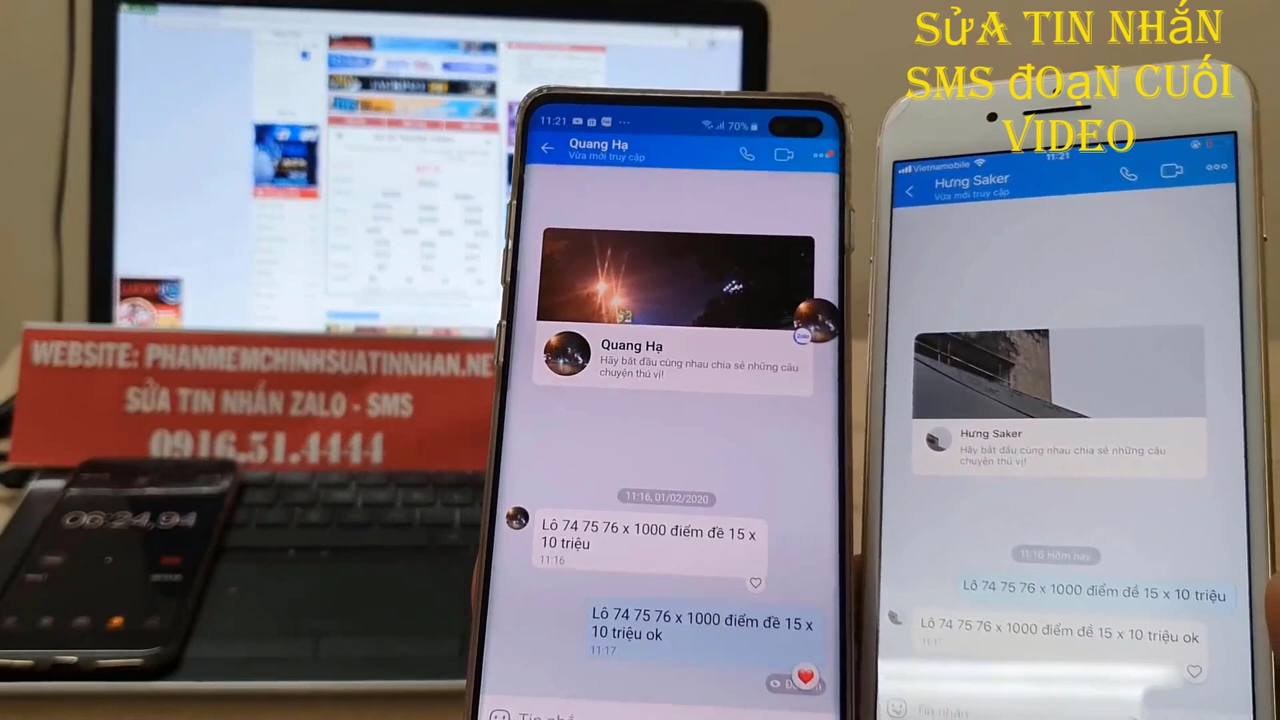 SỬA TIN NHẮN
SMS ĐOẠN CUỐI
VIDEO
WEBSITE: PHANMEMCHINHSUATINNHAN.NE
SỬA TIN NHẮN ZALO - SMS
0916.51.4444
06:24,94
11:21
70%
Quang Hạ
Vừa mới truy cập
Quang Hạ
Hãy bắt đầu cùng nhau chia sẻ những câu
chuyện thú vị!
Zalo
11:16, 01/02/2020
Lô 74 75 76 x 1000 điểm đề 15 x
10 triệu
11:16
Lô 74 75 76 x 1000 điểm đề 15 x
10 triệu ok
11:17
Vietnamobile
11:21
Hưng Saker
Vừa mới truy cập
Hưng Saker
Hãy bắt đầu cùng nhau chia sẻ những câu
chuyện thú vị!
11:16 Hôm nay
Lô 74 75 76 x 1000 điểm đề 15 x 10 triệu
Lô 74 75 76 x 1000 điểm đề 15 x 10 triệu ok
11:17
Tin nhắn